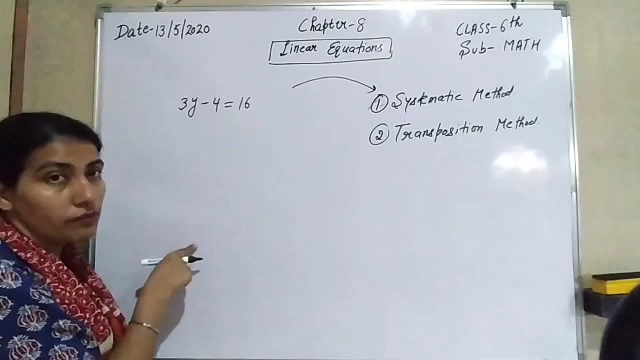 Date-13/5/2020
Chapter-8
CLASS-6th
Linear Equations
Sub- MATH
3y-4=16
① Systematic Method
② Transposition Method